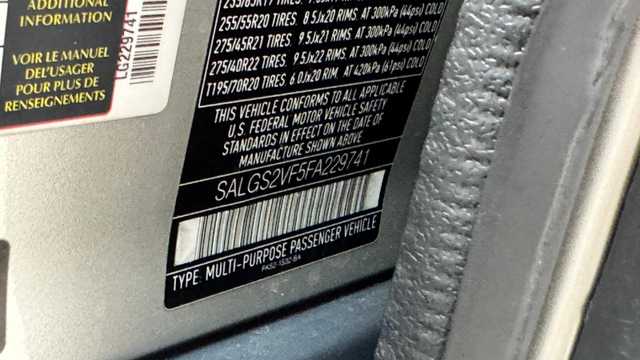 ADDITIONAL
INFORMATION
VOIR LE MANUEL
DEL'USAGER
POUR PLUS DE
RENSEIGNEMENTS
LG229741
TIRES,
255/55R20 TIRES, 8.5Jx20 RIMS, AT 300kPa (44psi) COLD
275/45R21 TIRES, 9.5Jx21 RIMS, AT 300kPa (44psi) COLD
275/40R22 TIRES, 9.5Jx22 RIMS, AT 300kPa (44psi) COLD
T195/70R20 TIRES, 6.0Jx20 RIM, AT 420kPa (61psi) COLD
THIS VEHICLE CONFORMS TO ALL APPLICABLE
U.S. FEDERAL MOTOR VEHICLE SAFETY
STANDARDS IN EFFECT ON THE DATE OF
MANUFACTURE SHOWN ABOVE.
SALGS2VF5FA229741
TYPE: MULTI-PURPOSE PASSENGER VEHICLE